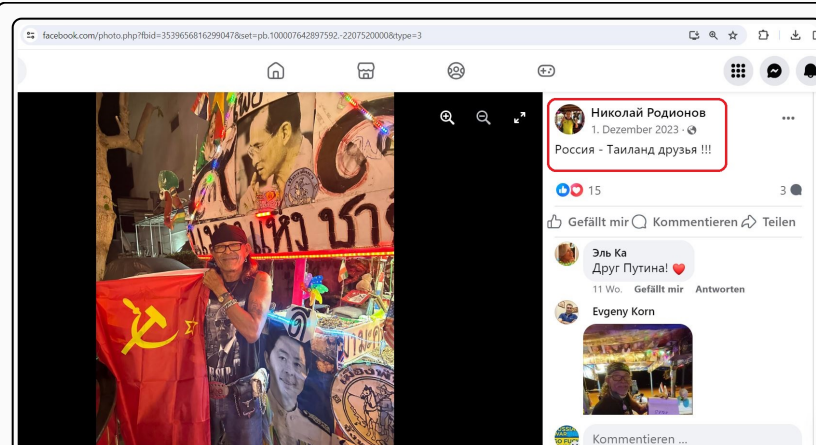 facebook.com/photo.php?fbid=3539656816299047&set=pb.100007642897592.-2207520000&type=3
Николай Родионов
1. Dezember 2023
Россия - Таиланд друзья !!!
15
3
Gefällt mir
Kommentieren
Teilen
Эль Ка
Друг Путина!
11 Wo. Gefällt mir Antworten
Evgeny Korn
Kommentieren ...